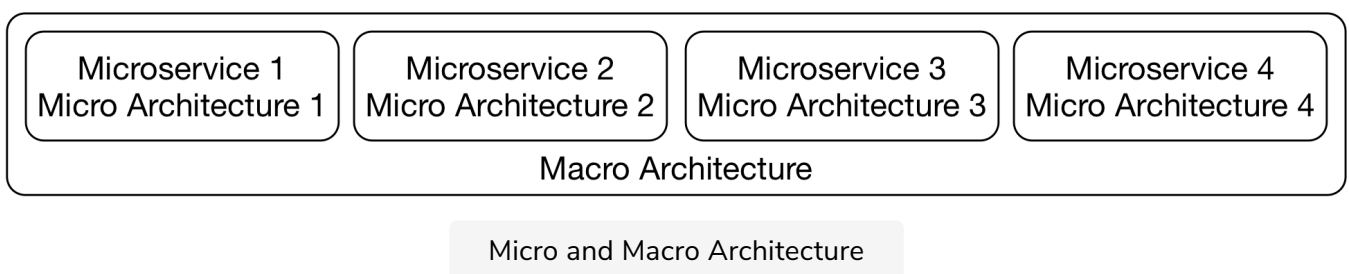 Microservice 1
Micro Architecture 1
Microservice 2
Micro Architecture 2
Microservice 3
Micro Architecture 3
Microservice 4
Micro Architecture 4
Macro Architecture
Micro and Macro Architecture